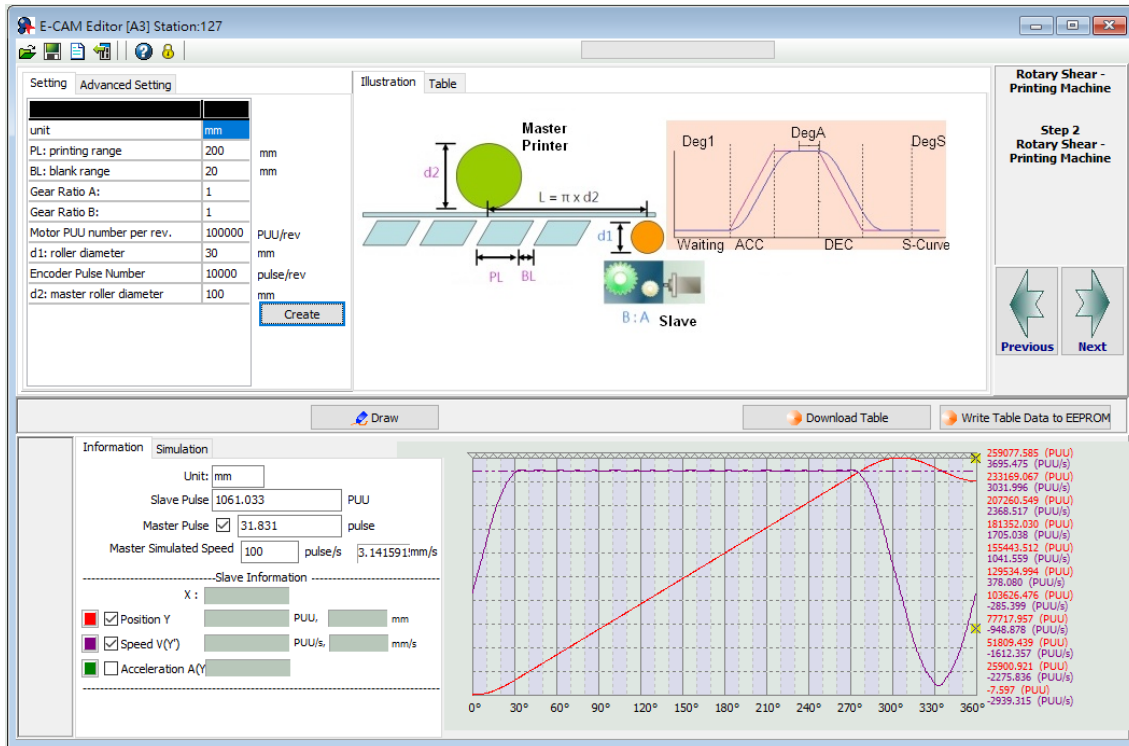 E-CAM Editor [A3] Station:127
Setting
Advanced Setting
unit mm
PL: printing range 200 mm
BL: blank range 20 mm
Gear Ratio A: 1
Gear Ratio B: 1
Motor PUU number per rev. 100000 PUU/rev
d1: roller diameter 30 mm
Encoder Pulse Number 10000 pulse/rev
d2: master roller diameter 100 mm
Create
Illustration
Table
Master
Printer
d2
L = π x d2
d1
PL BL
B : A Slave
Deg1 DegA DegS
Waiting ACC DEC S-Curve
Rotary Shear -
Printing Machine
Step 2
Rotary Shear -
Printing Machine
Previous Next
Draw
Download Table
Write Table Data to EEPROM
Information
Simulation
Unit: mm
Slave Pulse 1061.033 PUU
Master Pulse 31.831 pulse
Master Simulated Speed 100 pulse/s 3.141591 mm/s
Slave Information
X :
Position Y PUU, mm
Speed V(Y') PUU/s, mm/s
Acceleration A(Y
259077.585 (PUU)
3695.475 (PUU/s)
233169.067 (PUU)
3031.996 (PUU/s)
207260.549 (PUU)
2368.517 (PUU/s)
181352.030 (PUU)
1705.038 (PUU/s)
155443.512 (PUU)
1041.559 (PUU/s)
129534.994 (PUU)
378.080 (PUU/s)
103626.476 (PUU)
-285.399 (PUU/s)
77717.957 (PUU)
-948.878 (PUU/s)
51809.439 (PUU)
-1612.357 (PUU/s)
25900.921 (PUU)
-2275.836 (PUU/s)
-7.597 (PUU)
-2939.315 (PUU/s)
0° 30° 60° 90° 120° 150° 180° 210° 240° 270° 300° 330° 360°